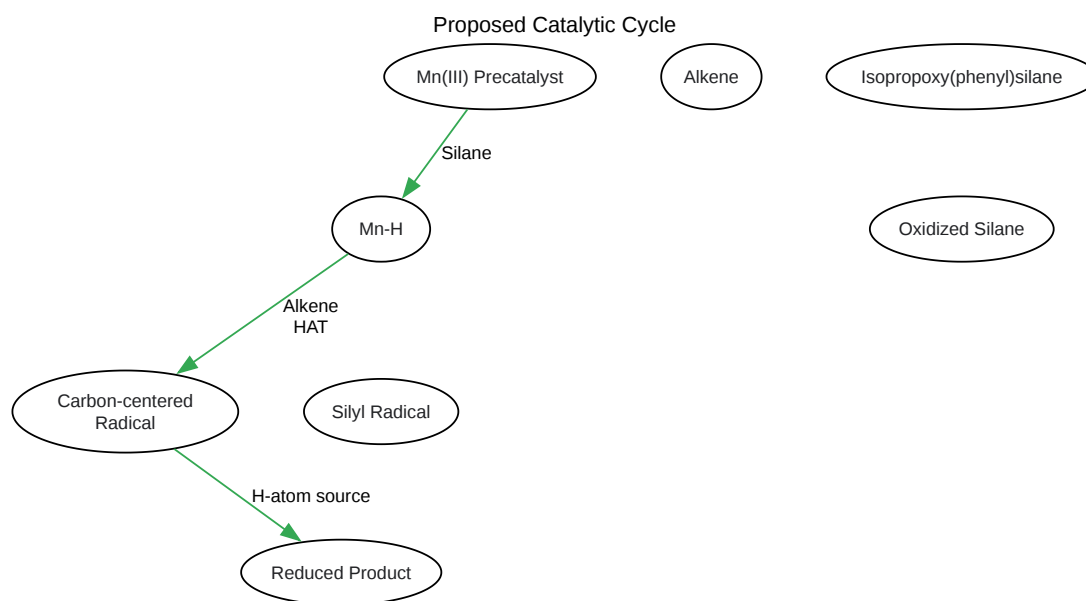 Proposed Catalytic Cycle
Mn(III) Precatalyst
Alkene
Isopropoxy(phenyl)silane
Silane
Mn-H
Oxidized Silane
Alkene
HAT
Carbon-centered
Radical
Silyl Radical
H-atom source
Reduced Product